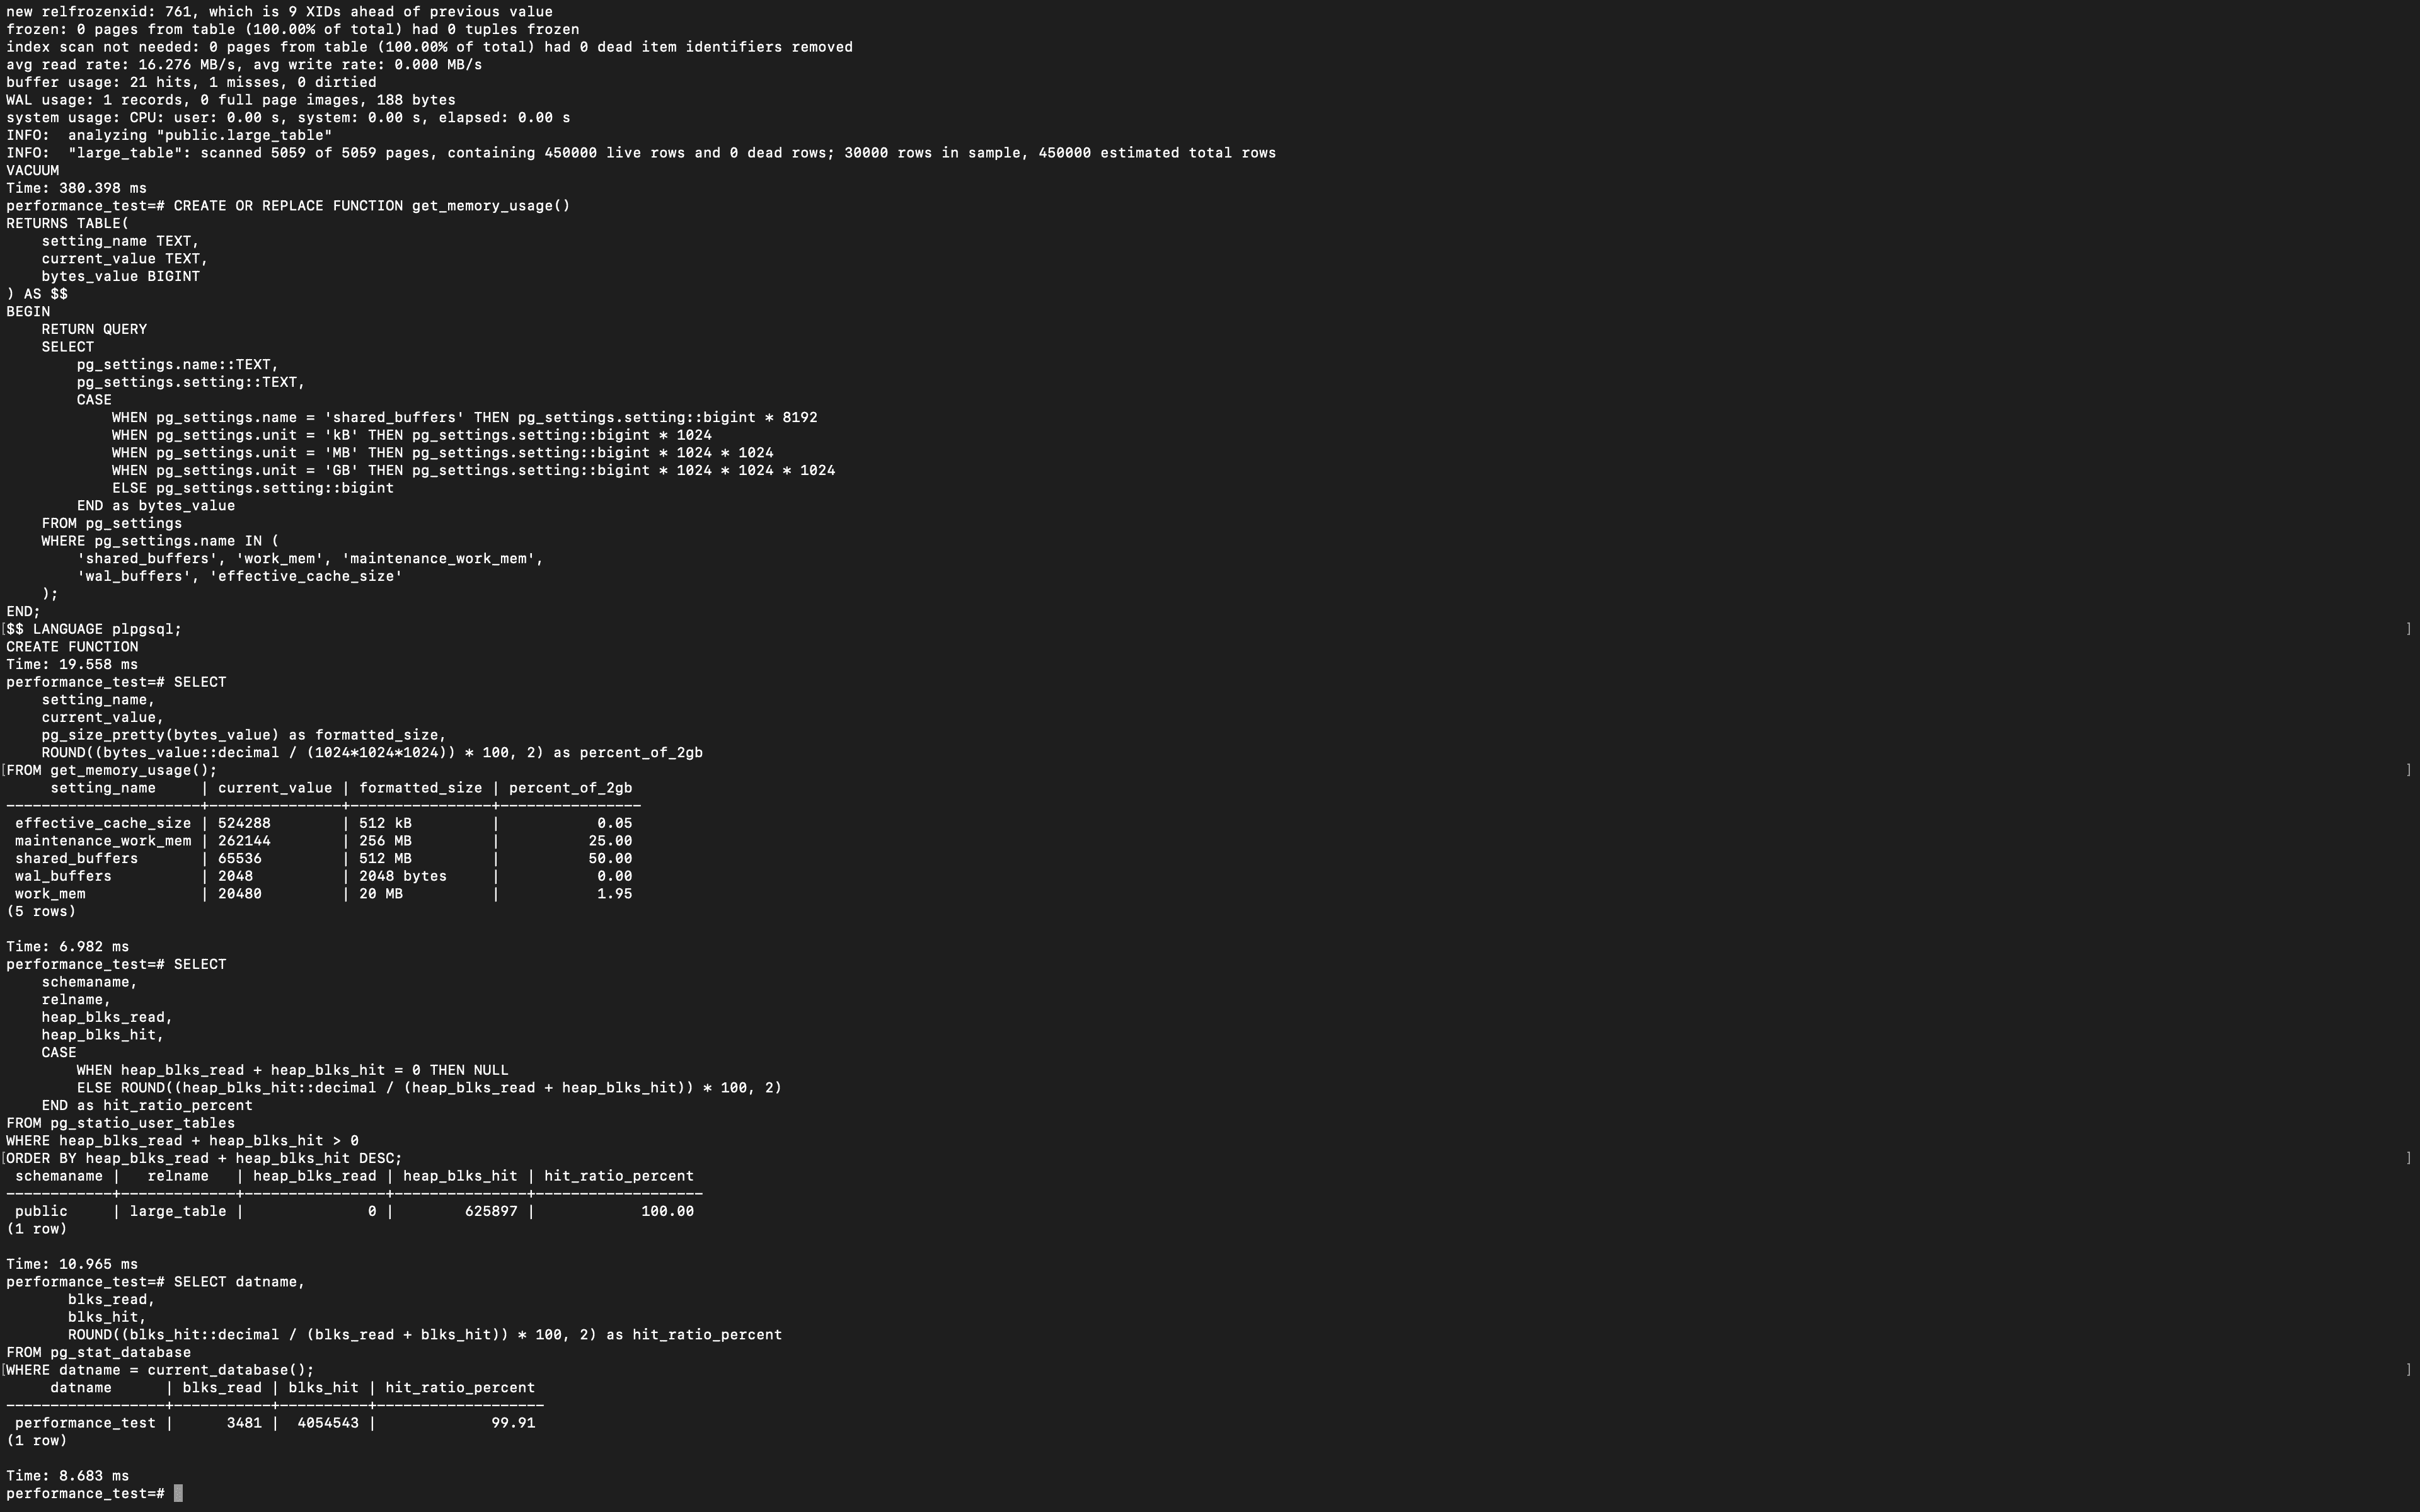 new relfrozenxid: 761, which is 9 XIDs ahead of previous value
frozen: 0 pages from table (100.00% of total) had 0 tuples frozen
index scan not needed: 0 pages from table (100.00% of total) had 0 dead item identifiers removed
avg read rate: 16.276 MB/s, avg write rate: 0.000 MB/s
buffer usage: 21 hits, 1 misses, 0 dirtied
WAL usage: 1 records, 0 full page images, 188 bytes
system usage: CPU: user: 0.00 s, system: 0.00 s, elapsed: 0.00 s
INFO:  analyzing "public.large_table"
INFO:  "large_table": scanned 5059 of 5059 pages, containing 450000 live rows and 0 dead rows; 30000 rows in sample, 450000 estimated total rows
VACUUM
Time: 380.398 ms
performance_test=# CREATE OR REPLACE FUNCTION get_memory_usage()
RETURNS TABLE(
    setting_name TEXT,
    current_value TEXT,
    bytes_value BIGINT
) AS $$
BEGIN
    RETURN QUERY
    SELECT
        pg_settings.name::TEXT,
        pg_settings.setting::TEXT,
        CASE
            WHEN pg_settings.name = 'shared_buffers' THEN pg_settings.setting::bigint * 8192
            WHEN pg_settings.unit = 'kB' THEN pg_settings.setting::bigint * 1024
            WHEN pg_settings.unit = 'MB' THEN pg_settings.setting::bigint * 1024 * 1024
            WHEN pg_settings.unit = 'GB' THEN pg_settings.setting::bigint * 1024 * 1024 * 1024
            ELSE pg_settings.setting::bigint
        END as bytes_value
    FROM pg_settings
    WHERE pg_settings.name IN (
        'shared_buffers', 'work_mem', 'maintenance_work_mem',
        'wal_buffers', 'effective_cache_size'
    );
END;
[$$ LANGUAGE plpgsql; ]
CREATE FUNCTION
Time: 19.558 ms
performance_test=# SELECT
    setting_name,
    current_value,
    pg_size_pretty(bytes_value) as formatted_size,
    ROUND((bytes_value::decimal / (1024*1024*1024)) * 100, 2) as percent_of_2gb
[FROM get_memory_usage(); ]
     setting_name     | current_value | formatted_size | percent_of_2gb
----------------------+---------------+----------------+----------------
 effective_cache_size | 524288        | 512 kB         |           0.05
 maintenance_work_mem | 262144        | 256 MB         |          25.00
 shared_buffers       | 65536         | 512 MB         |          50.00
 wal_buffers          | 2048          | 2048 bytes     |           0.00
 work_mem             | 20480         | 20 MB          |           1.95
(5 rows)

Time: 6.982 ms
performance_test=# SELECT
    schemaname,
    relname,
    heap_blks_read,
    heap_blks_hit,
    CASE
        WHEN heap_blks_read + heap_blks_hit = 0 THEN NULL
        ELSE ROUND((heap_blks_hit::decimal / (heap_blks_read + heap_blks_hit)) * 100, 2)
    END as hit_ratio_percent
FROM pg_statio_user_tables
WHERE heap_blks_read + heap_blks_hit > 0
[ORDER BY heap_blks_read + heap_blks_hit DESC; ]
 schemaname |   relname   | heap_blks_read | heap_blks_hit | hit_ratio_percent
------------+-------------+----------------+---------------+-------------------
 public     | large_table |              0 |        625897 |            100.00
(1 row)

Time: 10.965 ms
performance_test=# SELECT datname,
       blks_read,
       blks_hit,
       ROUND((blks_hit::decimal / (blks_read + blks_hit)) * 100, 2) as hit_ratio_percent
FROM pg_stat_database
[WHERE datname = current_database(); ]
     datname      | blks_read | blks_hit | hit_ratio_percent
------------------+-----------+----------+-------------------
 performance_test |      3481 |  4054543 |             99.91
(1 row)

Time: 8.683 ms
performance_test=#